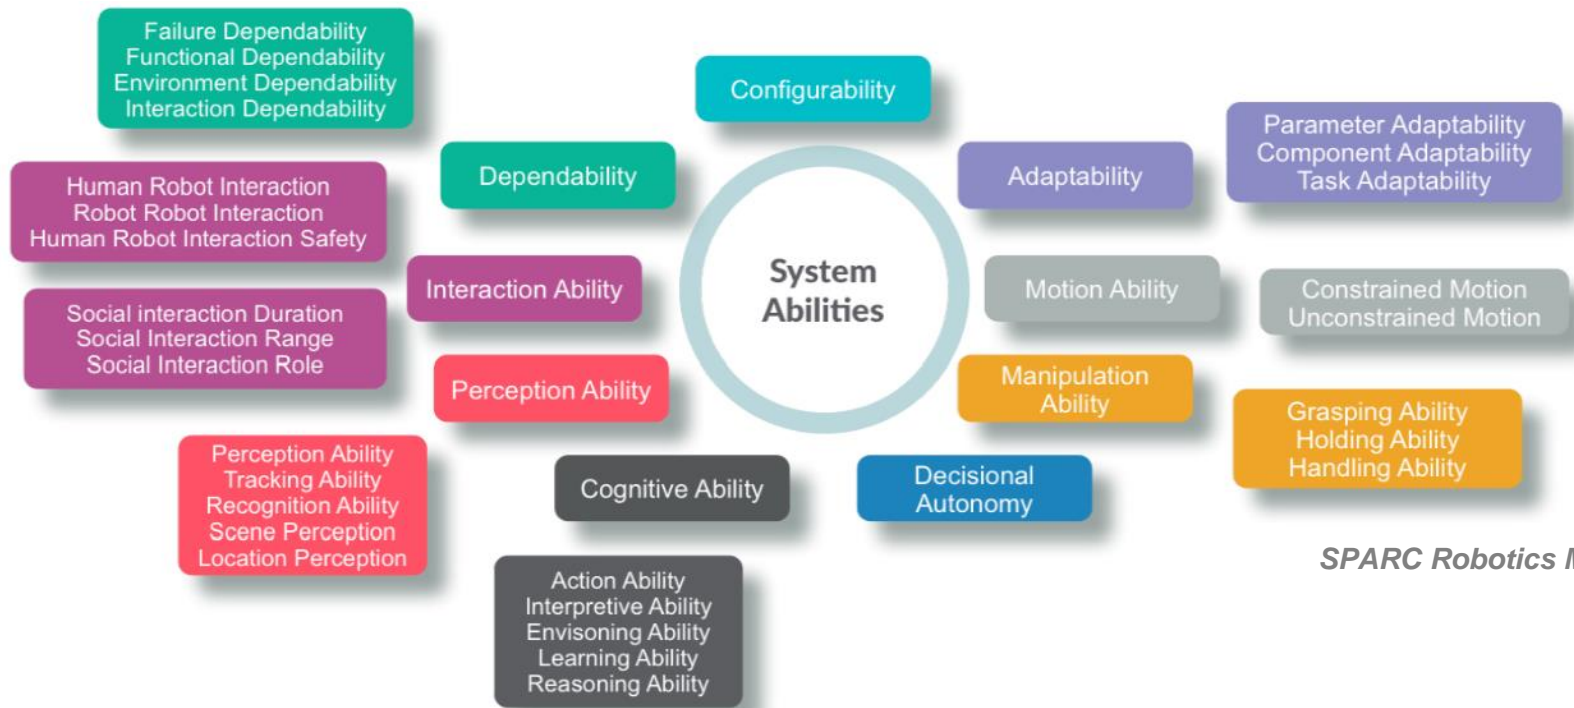 Failure Dependability
Functional Dependability
Environment Dependability
Interaction Dependability
Configurability
Parameter Adaptability
Component Adaptability
Task Adaptability
Dependability
Adaptability
Human Robot Interaction
Robot Robot Interaction
Human Robot Interaction Safety
System
Abilities
Interaction Ability
Motion Ability
Constrained Motion
Unconstrained Motion
Social interaction Duration
Social Interaction Range
Social Interaction Role
Perception Ability
Manipulation
Ability
Grasping Ability
Holding Ability
Handling Ability
Perception Ability
Tracking Ability
Recognition Ability
Scene Perception
Location Perception
Cognitive Ability
Decisional
Autonomy
SPARC Robotics
Action Ability
Interpretive Ability
Envisoning Ability
Learning Ability
Reasoning Ability